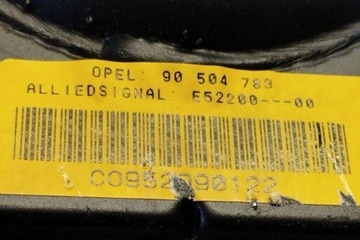 OPEL: 90 504 783
ALLIEDSIGNAL: E52200---00